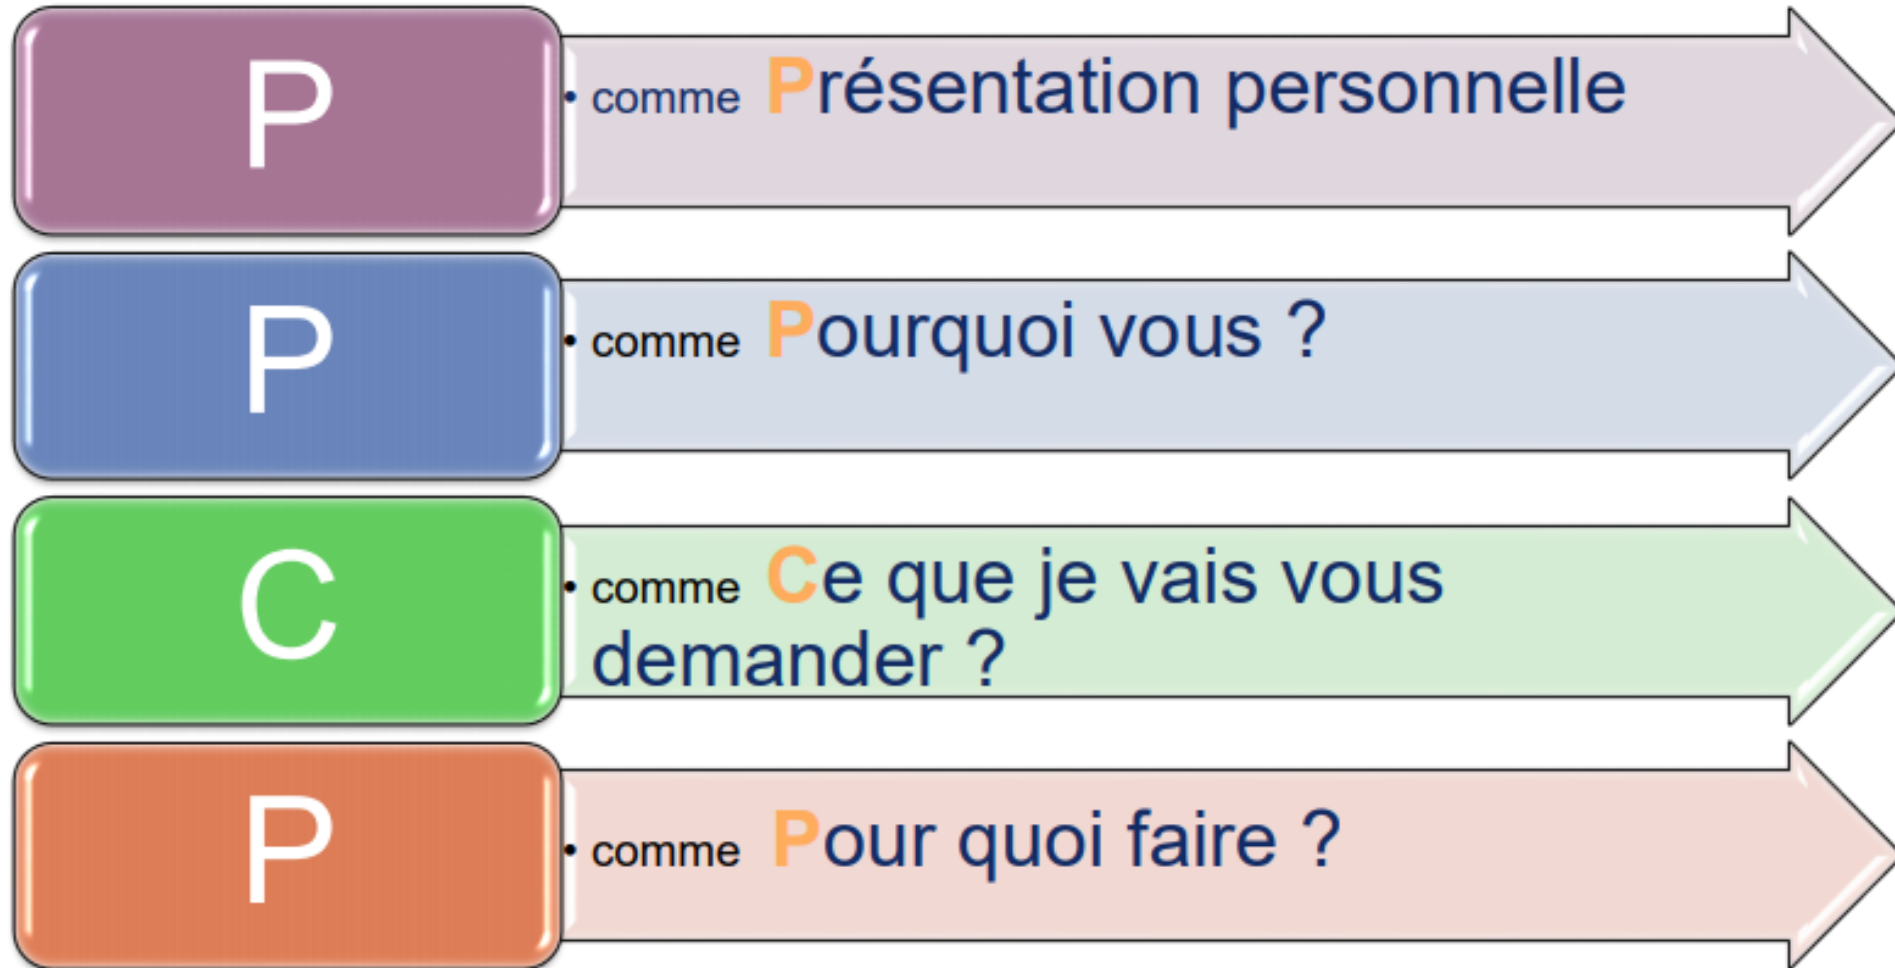 P
• comme Présentation personnelle
P
• comme Pourquoi vous ?
C
• comme Ce que je vais vous
demander ?
P
• comme Pour quoi faire ?